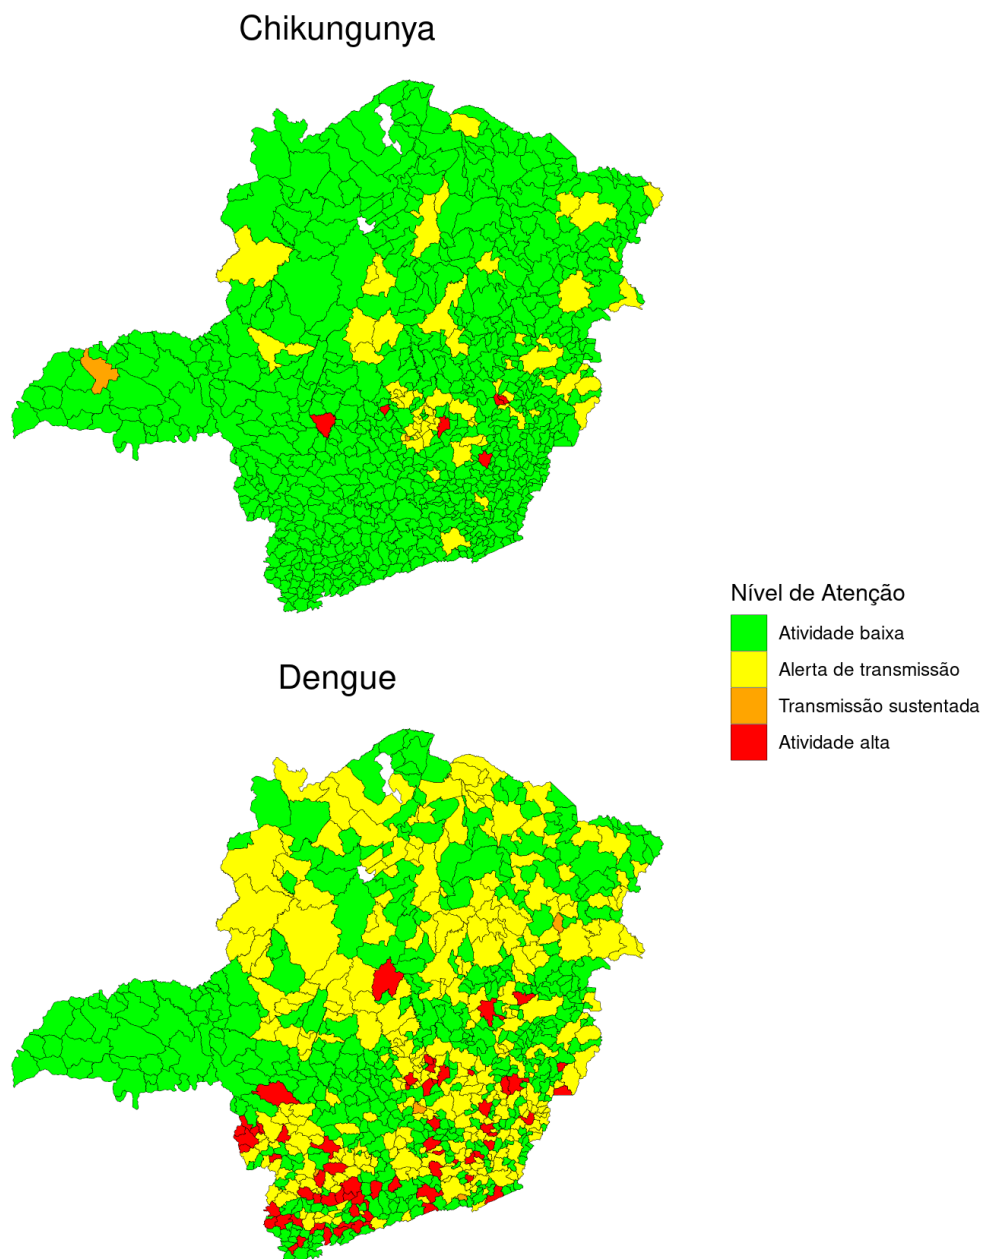 Chikungunya
Nível de Atenção
Atividade baixa
Alerta de transmissão
Transmissão sustentada
Atividade alta
Dengue